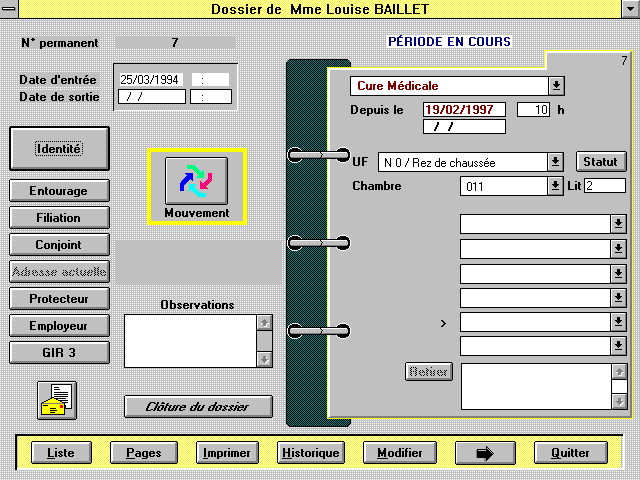 Dossier de Mme Louise BAILLET
N° permanent 7
PÉRIODE EN COURS
7
Date d'entrée 25/03/1994 :
Date de sortie / / :
Cure Médicale
Depuis le 19/02/1997 10 h
/ /
Identité
UF N 0 / Rez de chaussée Statut
Chambre 011 Lit 2
Mouvement
Entourage
Filiation
Conjoint
Adresse actuelle
Protecteur
Employeur
GIR 3
Observations
>
Retirer
Clôture du dossier
Liste Pages Imprimer Historique Modifier Quitter